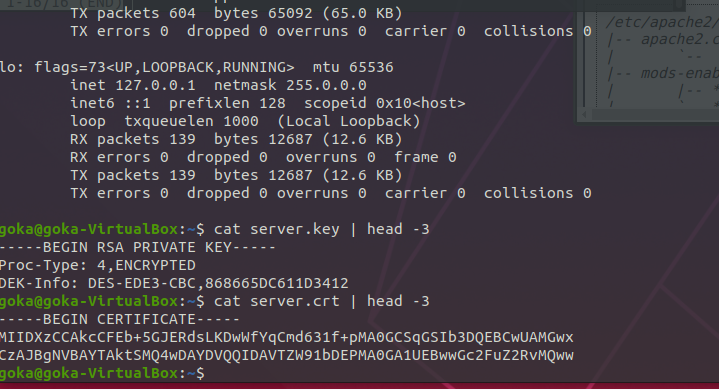 TX packets 604  bytes 65092 (65.0 KB)
TX errors 0  dropped 0 overruns 0  carrier 0  collisions 0
lo: flags=73<UP,LOOPBACK,RUNNING>  mtu 65536
inet 127.0.0.1  netmask 255.0.0.0
inet6 ::1  prefixlen 128  scopeid 0x10<host>
loop  txqueuelen 1000  (Local Loopback)
RX packets 139  bytes 12687 (12.6 KB)
RX errors 0  dropped 0  overruns 0  frame 0
TX packets 139  bytes 12687 (12.6 KB)
TX errors 0  dropped 0 overruns 0  carrier 0  collisions 0
goka@goka-VirtualBox:~$ cat server.key | head -3
-----BEGIN RSA PRIVATE KEY-----
Proc-Type: 4,ENCRYPTED
DEK-Info: DES-EDE3-CBC,868665DC611D3412
goka@goka-VirtualBox:~$ cat server.crt | head -3
-----BEGIN CERTIFICATE-----
MIIDXzCCAkcCFEb+5GJERdsLKDwWfYqCmd631f+pMA0GCSqGSIb3DQEBCwUAMGwx
CzAJBgNVBAYTAktSMQ4wDAYDVQQIDAVTZW91bDEPMA0GA1UEBwwGc2FuZ2RvMQww
goka@goka-VirtualBox:~$
/etc/apache2/
|-- apache2.c
|       `--
|-- mods-enab
|       |-- *